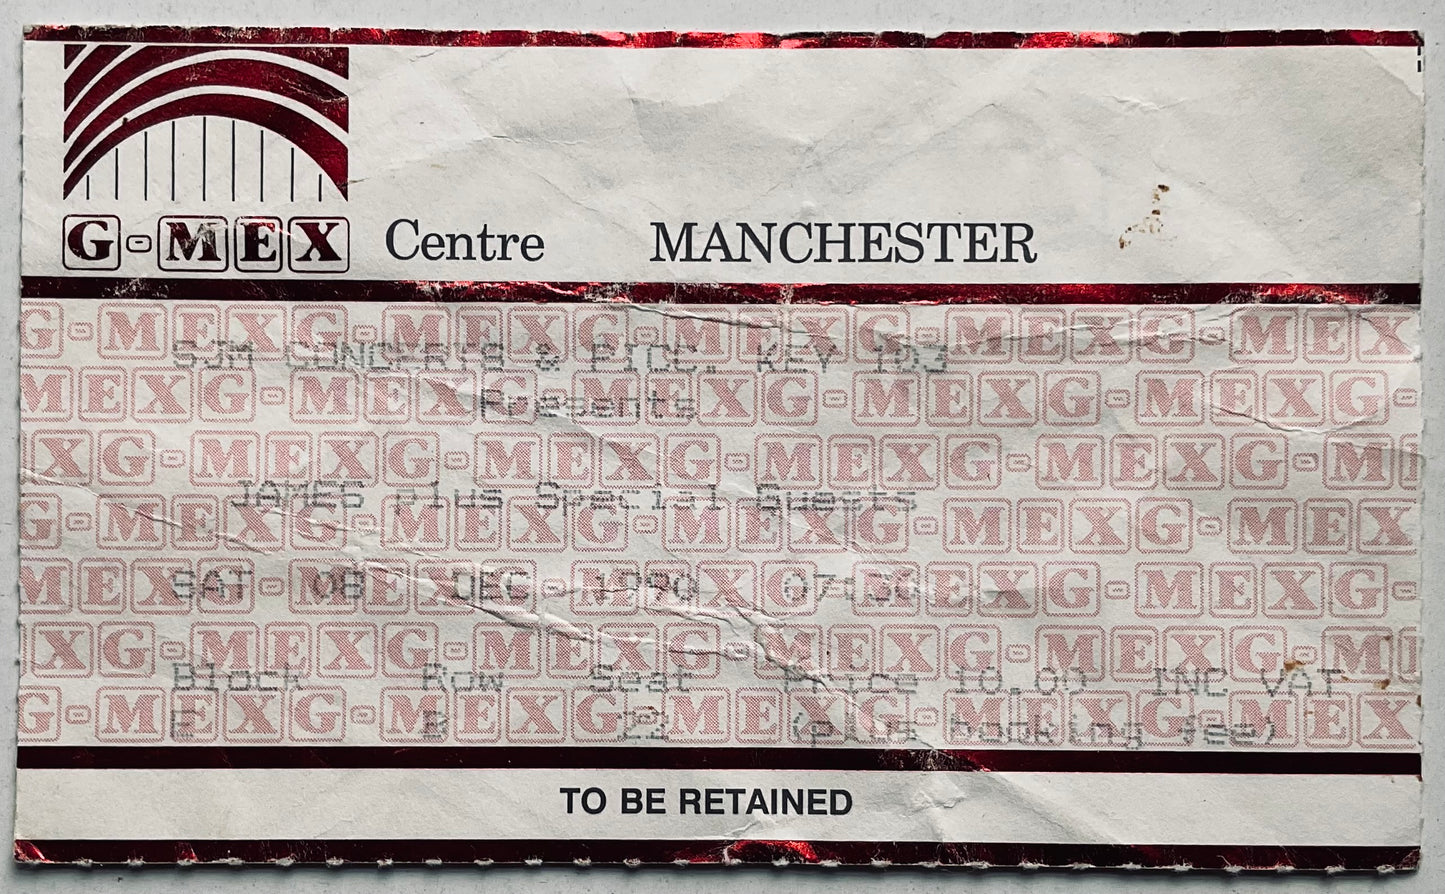 G-MEX Centre MANCHESTER
SJM CONCERTS & PICC. KEY 103
Presents
JAMES plus Special Guests
SAT 08 DEC 1990 07:30
Block Row Seat Price 10.00 INC VAT
E B (plus booking fee)
TO BE RETAINED